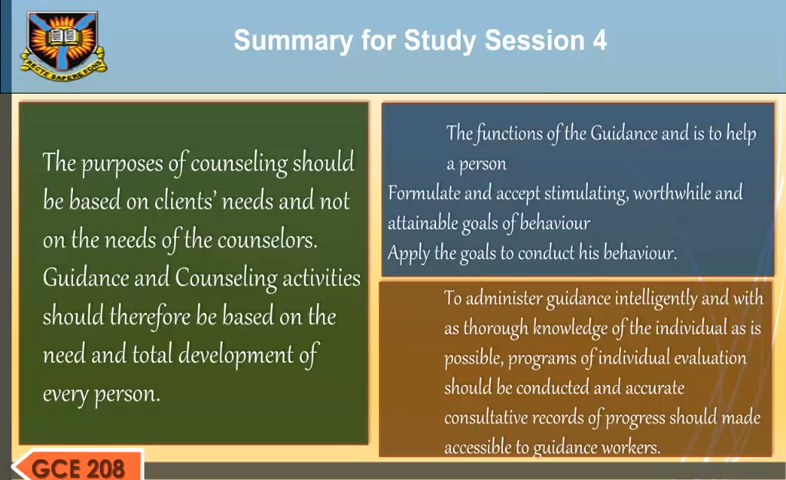 Summary for Study Session 4
RECTE SAPERE FONS
The purposes of counseling should
be based on clients' needs and not
on the needs of the counselors.
Guidance and Counseling activities
should therefore be based on the
need and total development of
every person.
The functions of the Guidance and is to help
a person
Formulate and accept stimulating, worthwhile and
attainable goals of behaviour
Apply the goals to conduct his behaviour.
To administer guidance intelligently and with
as thorough knowledge of the individual as is
possible, programs of individual evaluation
should be conducted and accurate
consultative records of progress should made
accessible to guidance workers.
GCE 208